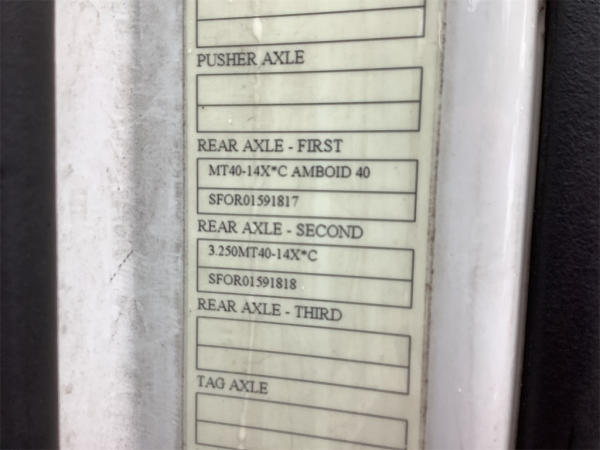 PUSHER AXLE
REAR AXLE - FIRST
MT40-14X*C AMBOID 40
SFOR01591817
REAR AXLE - SECOND
3.250MT40-14X*C
SFOR01591818
REAR AXLE - THIRD
TAG AXLE